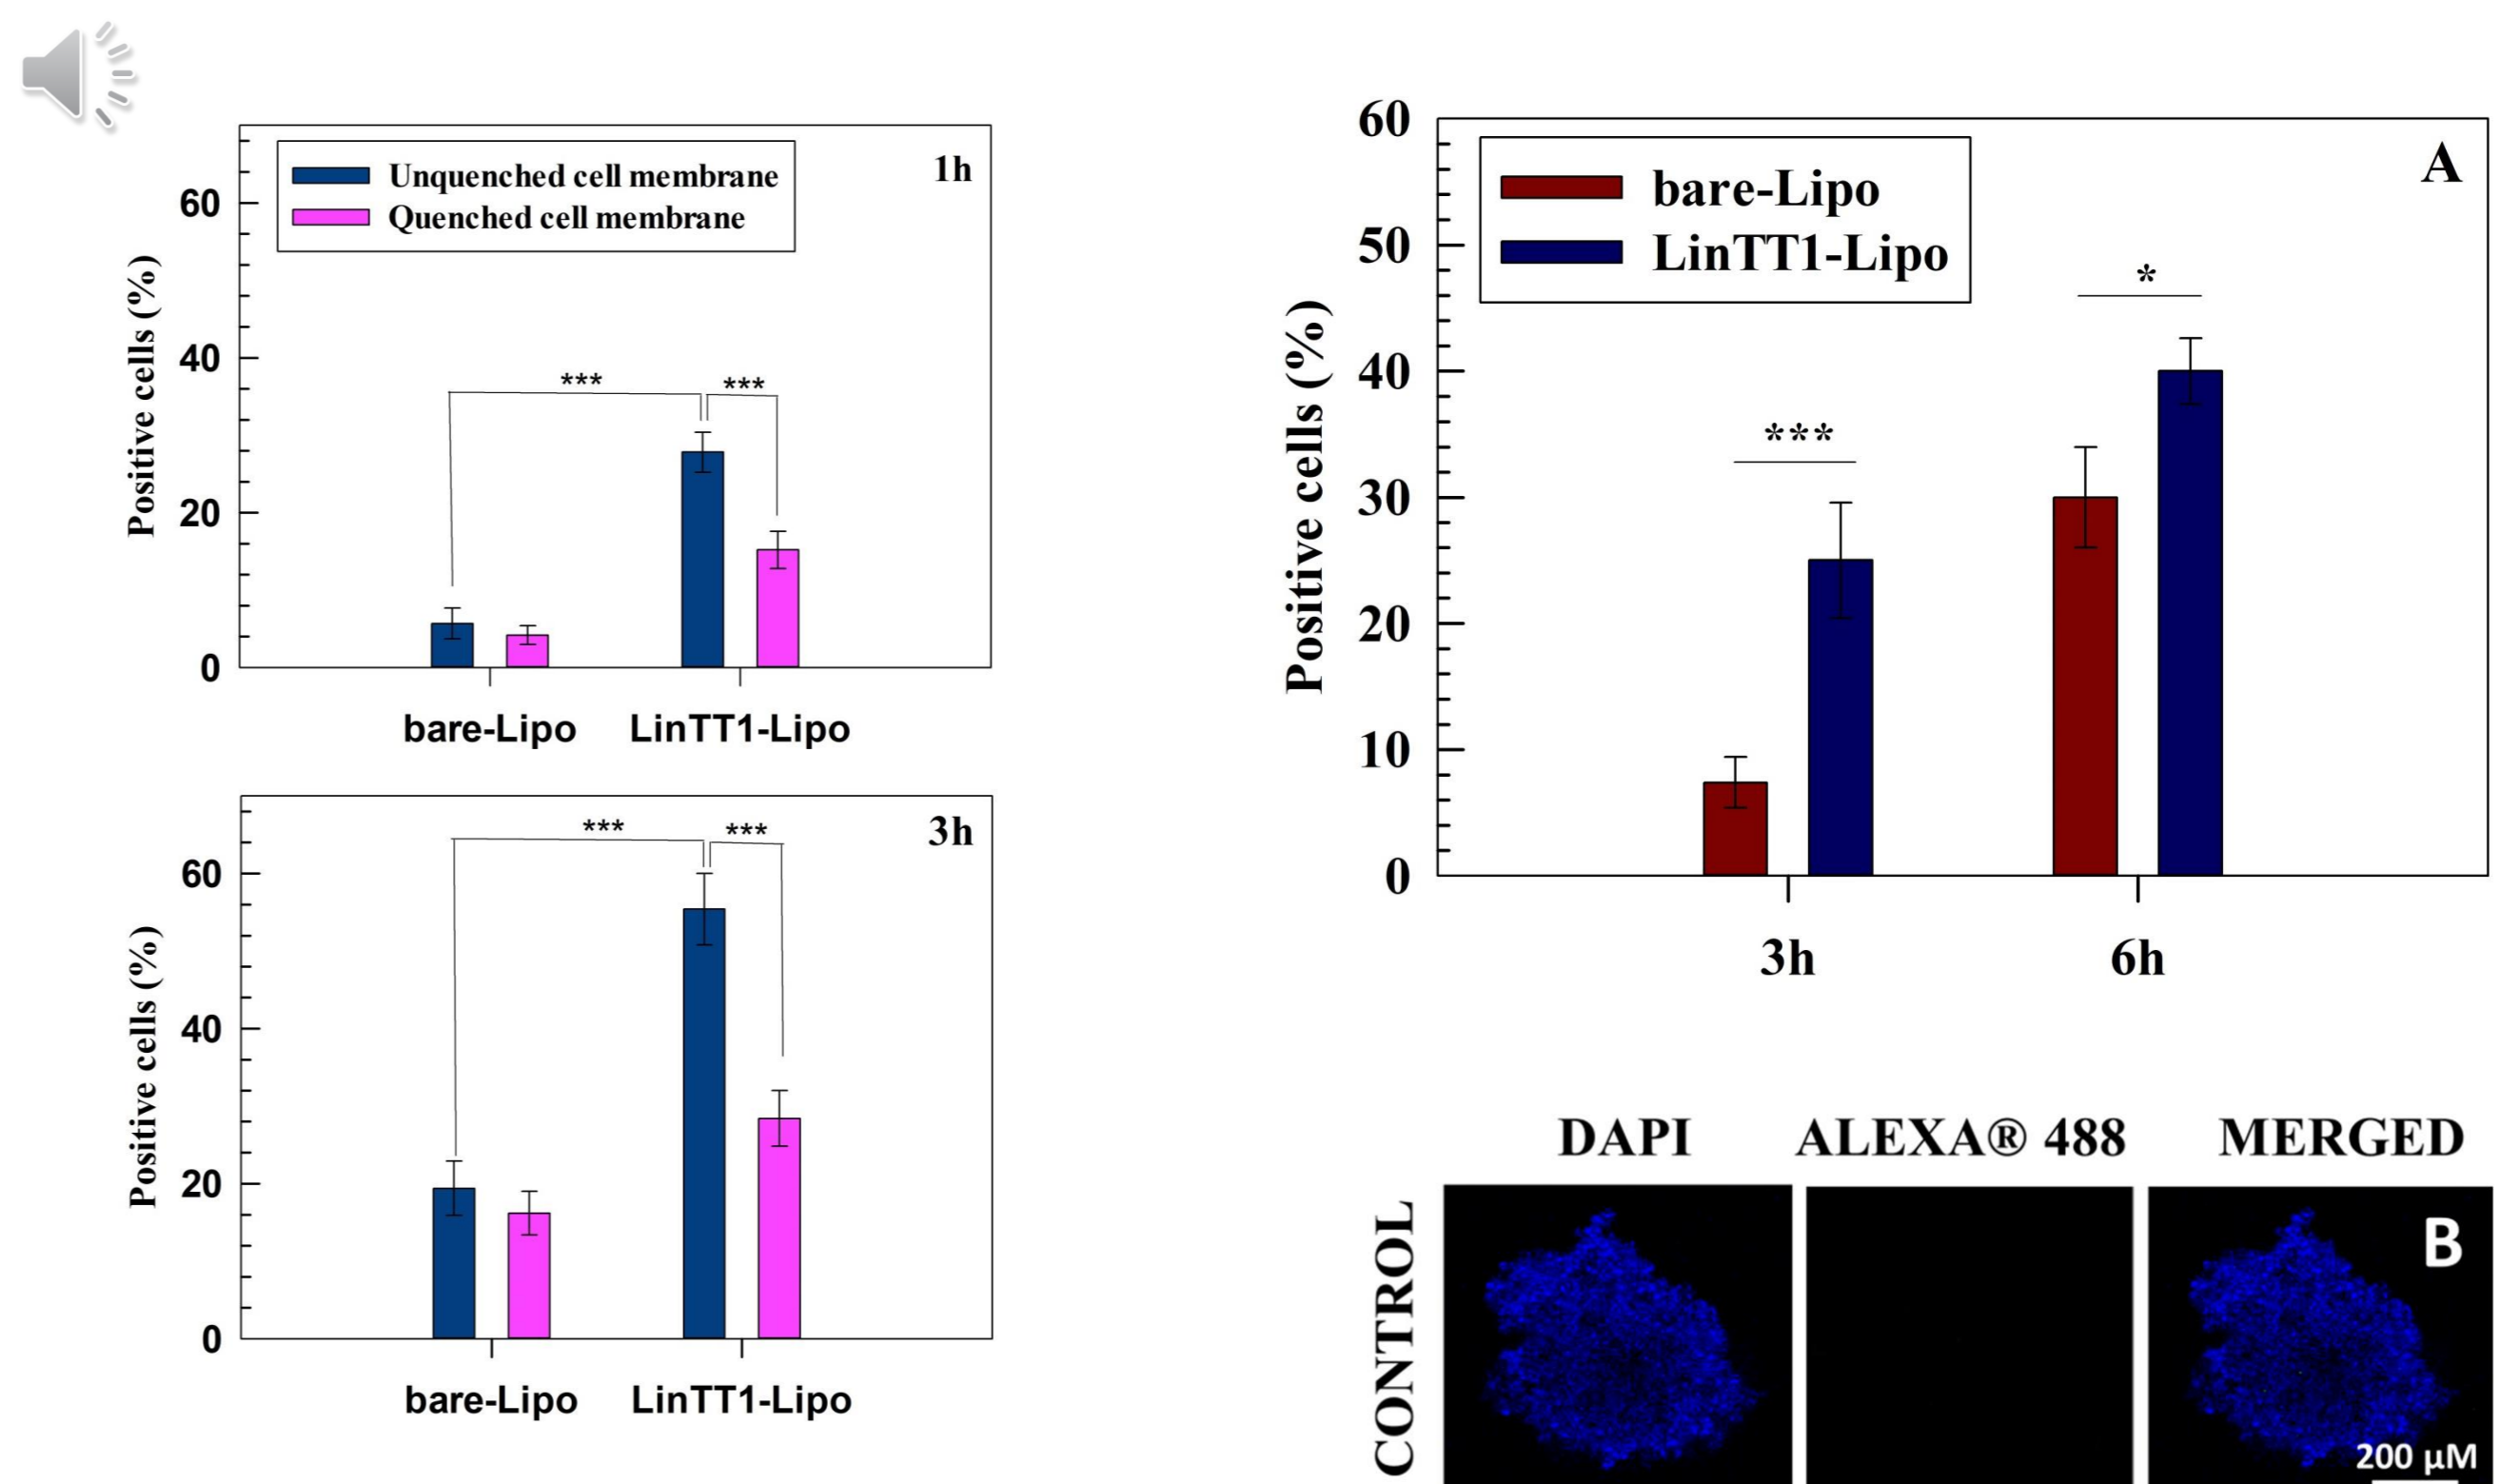 1h
Unquenched cell membrane
Quenched cell membrane
Positive cells (%)
60
40
20
0
***
***
bare-Lipo
LinTT1-Lipo
3h
Positive cells (%)
60
40
20
0
***
***
bare-Lipo
LinTT1-Lipo
A
bare-Lipo
LinTT1-Lipo
Positive cells (%)
60
50
40
30
20
10
0
***
*
3h
6h
DAPI
ALEXA® 488
MERGED
CONTROL
B
200 µM